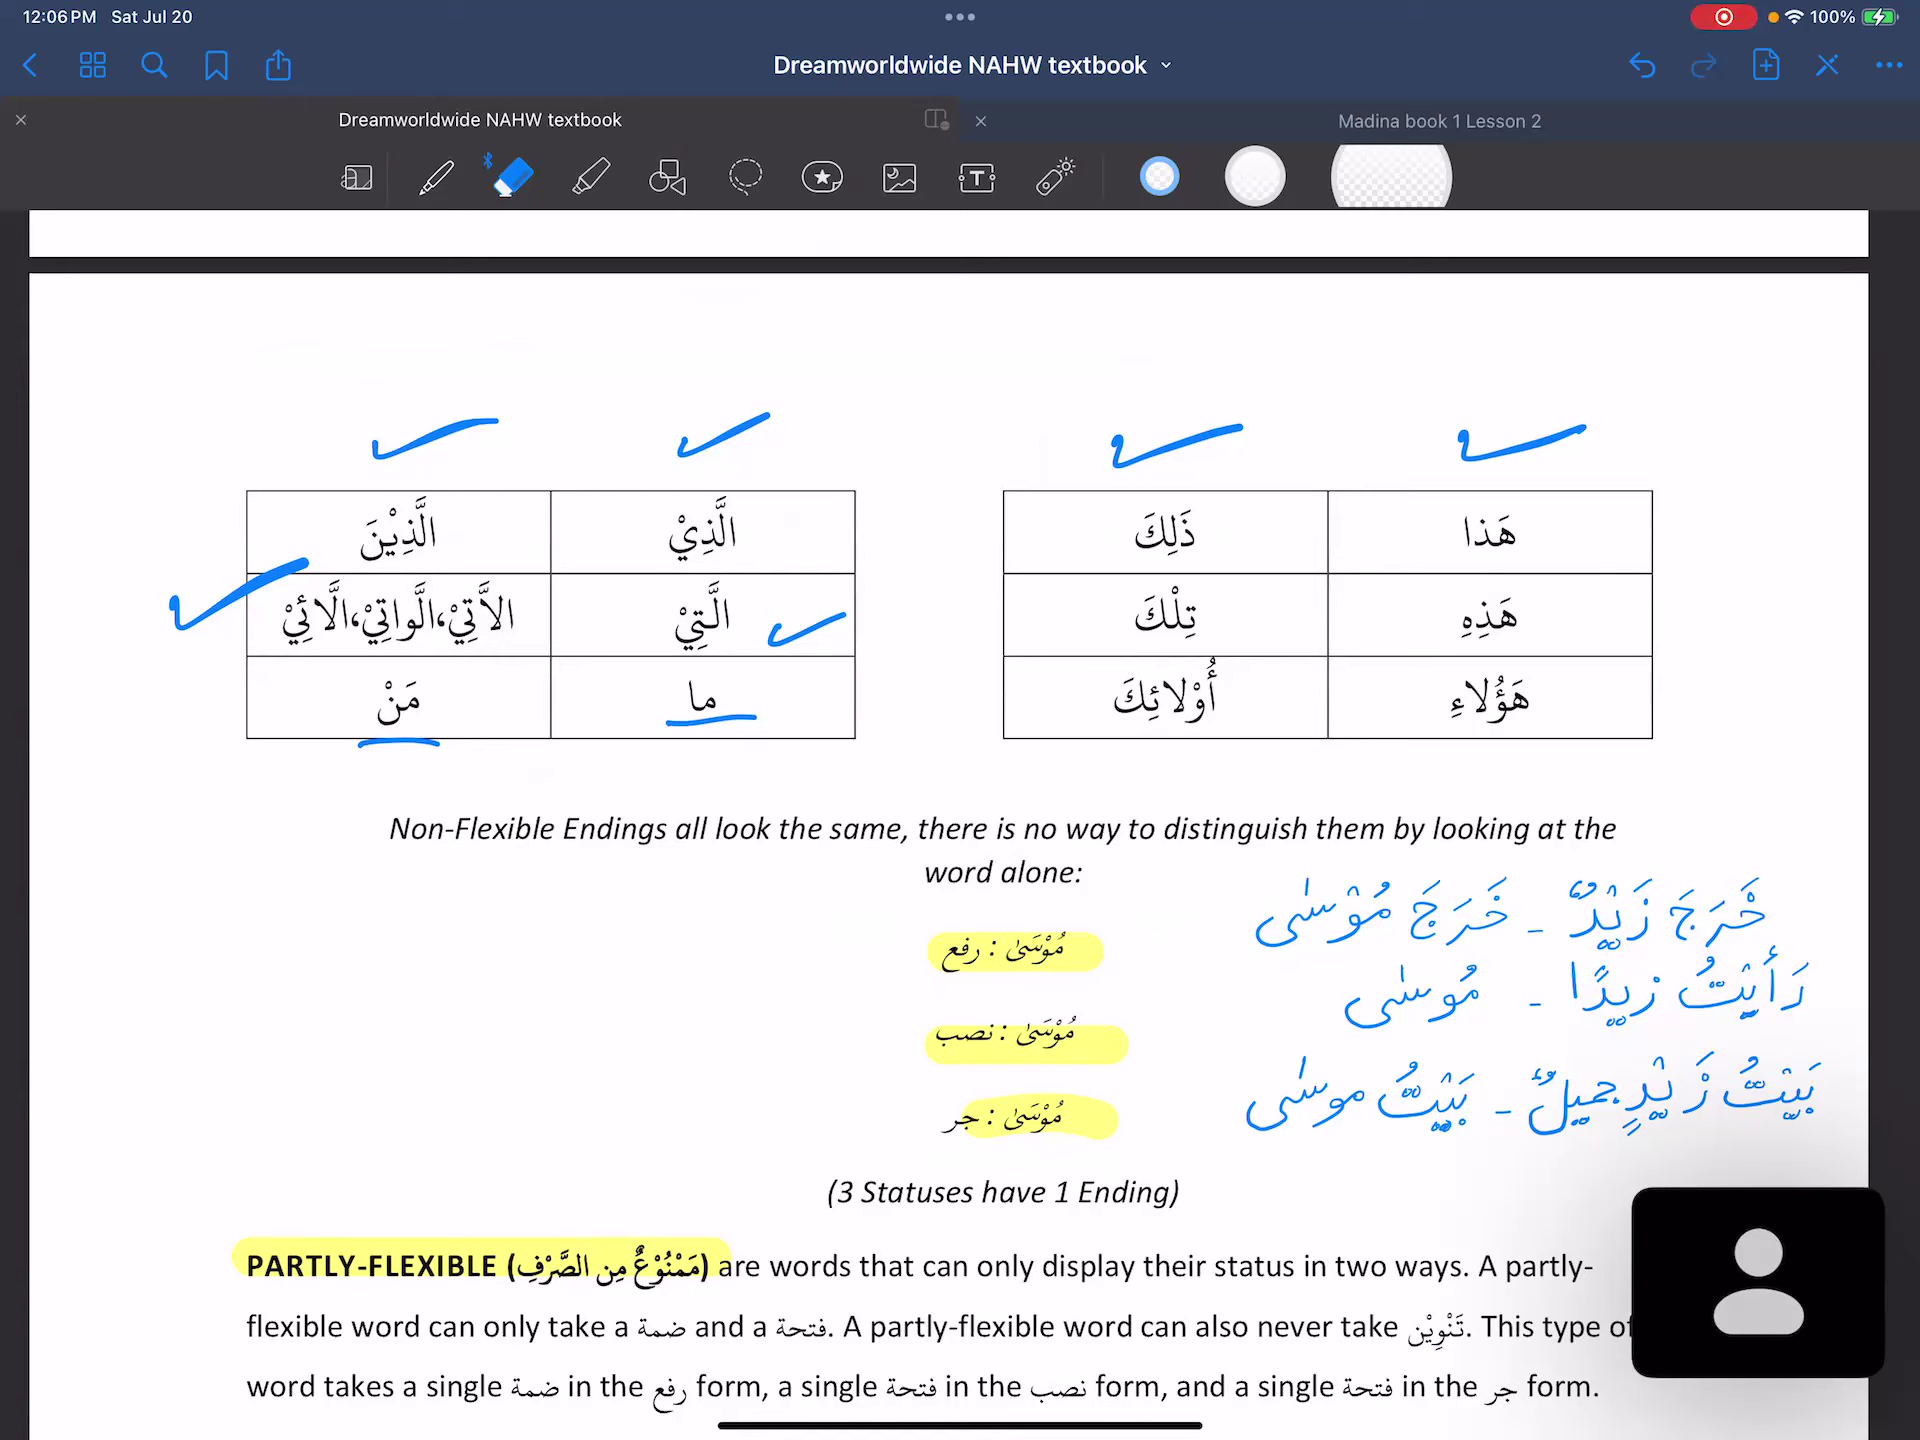 12:06 PM Sat Jul 20
100%
Dreamworldwide NAHW textbook
Dreamworldwide NAHW textbook
Madina book 1 Lesson 2
هَذا ذَلِكَ
هَذِهِ تِلْكَ
هَؤُلاءِ أُوْلائِكَ
الَّذِيْ الَّذِيْنَ
الَّتِيْ الاَّتِيْ،الَّواتِيْ،الَّائِيْ
ما مَنْ
Non-Flexible Endings all look the same, there is no way to distinguish them by looking at the
word alone:
مُوْسَىٰ : رفع
مُوْسَىٰ : نصب
مُوْسَىٰ : جر
خَرَجَ زَيْدٌ - خَرَجَ مُوْسٰى
رَأَيْتُ زيدًا - مُوسٰى
بَيْتُ زَيْدٍ جميلٌ - بَيْتُ موسٰى
(3 Statuses have 1 Ending)
PARTLY-FLEXIBLE (مَمْنُوْعٌ مِن الصَّرْفِ) are words that can only display their status in two ways. A partly-
flexible word can only take a ضمة and a فتحة. A partly-flexible word can also never take تَنْوِيْن. This type of
word takes a single ضمة in the رفع form, a single فتحة in the نصب form, and a single فتحة in the جر form.